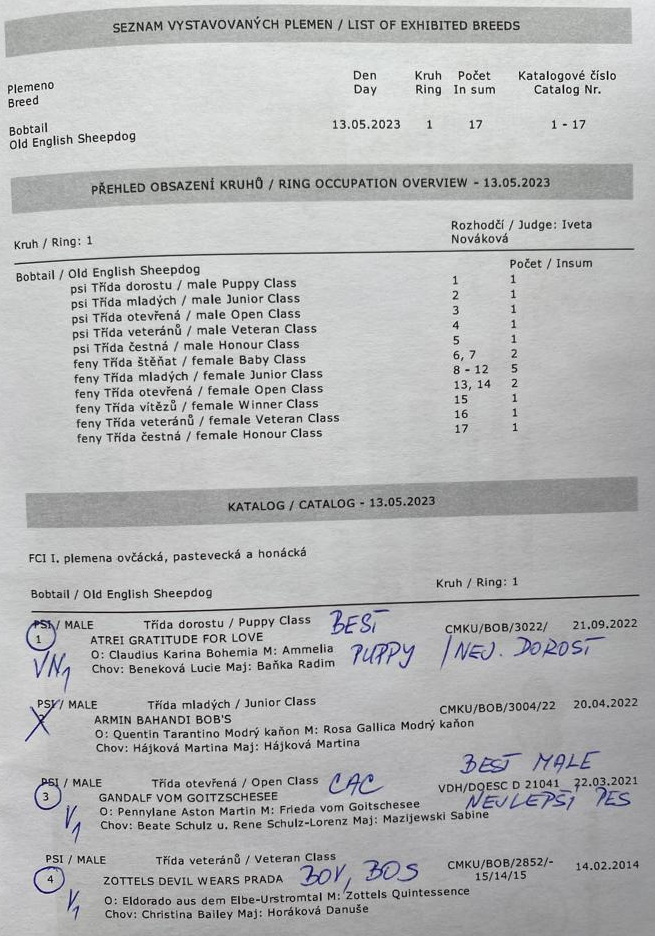 SEZNAM VYSTAVOVANÝCH PLEMEN / LIST OF EXHIBITED BREEDS
Plemeno Den Kruh Počet Katalogové číslo
Breed Day Ring In sum Catalog Nr.
Bobtail 13.05.2023 1 17 1 - 17
Old English Sheepdog
PŘEHLED OBSAZENÍ KRUHŮ / RING OCCUPATION OVERVIEW - 13.05.2023
Kruh / Ring: 1 Rozhodčí / Judge: Iveta
Nováková
Bobtail / Old English Sheepdog Počet / Insum
psi Třída dorostu / male Puppy Class 1 1
psi Třída mladých / male Junior Class 2 1
psi Třída otevřená / male Open Class 3 1
psi Třída veteránů / male Veteran Class 4 1
psi Třída čestná / male Honour Class 5 1
feny Třída štěňat / female Baby Class 6, 7 2
feny Třída mladých / female Junior Class 8 - 12 5
feny Třída otevřená / female Open Class 13, 14 2
feny Třída vítězů / female Winner Class 15 1
feny Třída veteránů / female Veteran Class 16 1
feny Třída čestná / female Honour Class 17 1
KATALOG / CATALOG - 13.05.2023
FCI I. plemena ovčácká, pastevecká a honácká
Bobtail / Old English Sheepdog Kruh / Ring: 1
PSI / MALE Třída dorostu / Puppy Class BEST CMKU/BOB/3022/ 21.09.2022
1 ATREI GRATITUDE FOR LOVE
O: Claudius Karina Bohemia M: Ammelia PUPPY / NEJ. DOROST
VN1 Chov: Beneková Lucie Maj: Baňka Radim
PSI / MALE Třída mladých / Junior Class CMKU/BOB/3004/22 20.04.2022
2 ARMIN BAHANDI BOB'S
O: Quentin Tarantino Modrý kaňon M: Rosa Gallica Modrý kaňon
Chov: Hájková Martina Maj: Hájková Martina
BEST MALE
PSI / MALE Třída otevřená / Open Class CAC VDH/DOESC D 21041 22.03.2021
3 GANDALF VOM GOITZSCHESEE NEJLEPŠÍ PES
O: Pennylane Aston Martin M: Frieda vom Goitschesee
V1 Chov: Beate Schulz u. Rene Schulz-Lorenz Maj: Mazijewski Sabine
PSI / MALE Třída veteránů / Veteran Class CMKU/BOB/2852/- 14.02.2014
15/14/15
4 ZOTTELS DEVIL WEARS PRADA BOV, BOS
O: Eldorado aus dem Elbe-Urstromtal M: Zottels Quintessence
V1 Chov: Christina Bailey Maj: Horáková Danuše